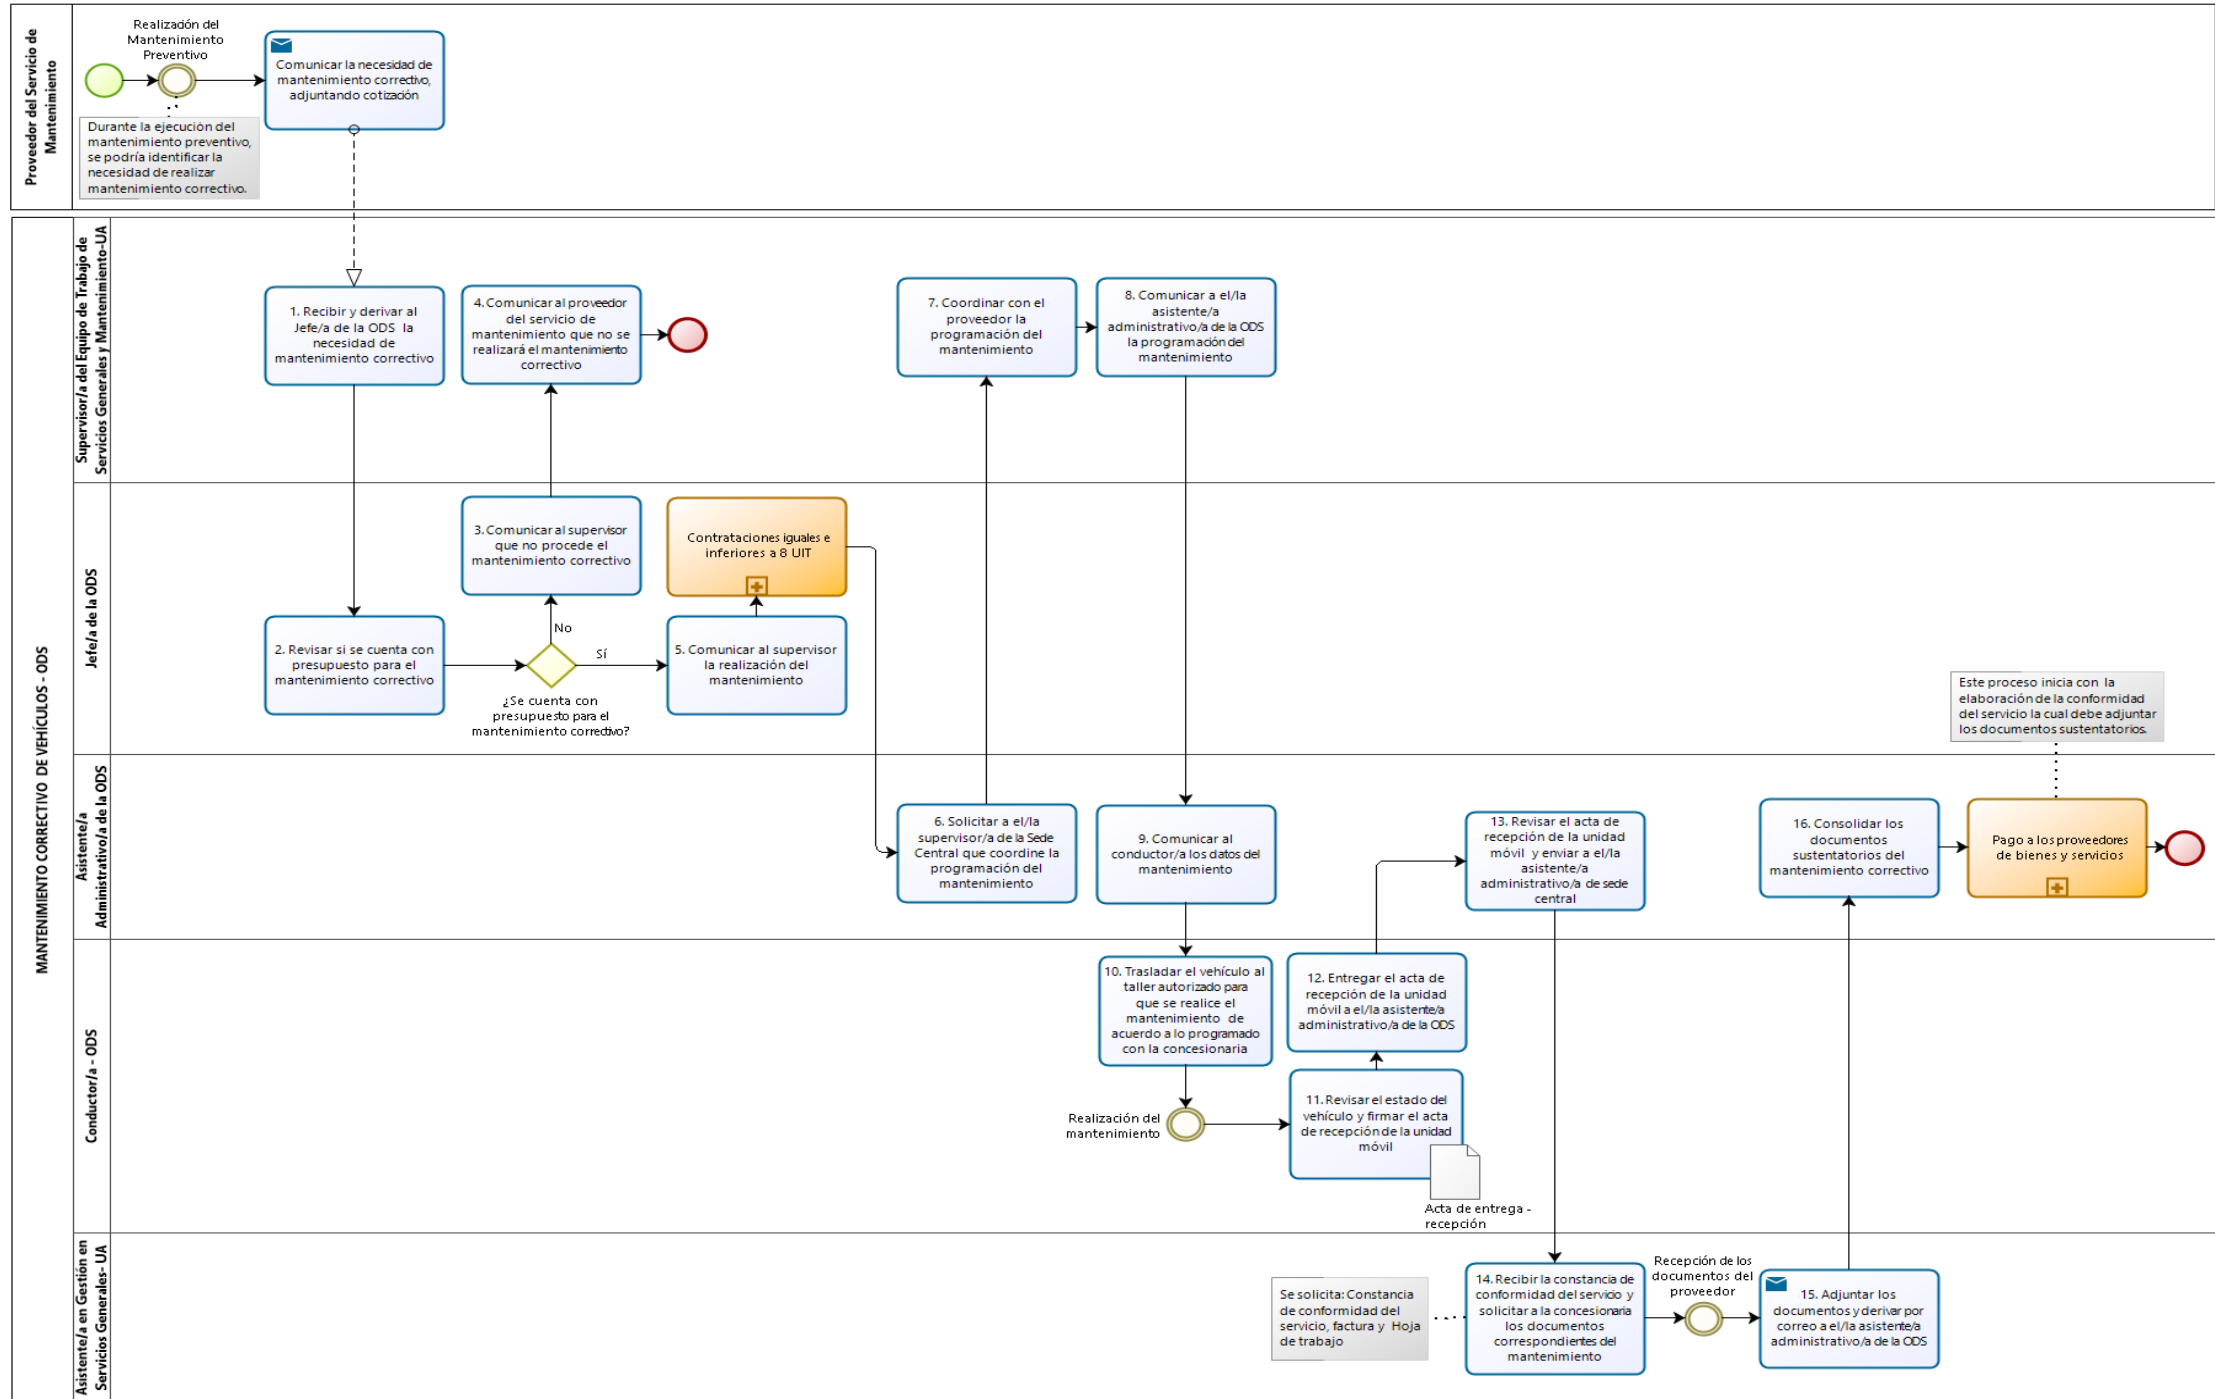 Proveedor del Servicio de
Mantenimiento
Realización del
Mantenimiento
Preventivo
Comunicar la necesidad de
mantenimiento correctivo,
adjuntando cotización
Durante la ejecución del
mantenimiento preventivo,
se podría identificar la
necesidad de realizar
mantenimiento correctivo.
MANTENIMIENTO CORRECTIVO DE VEHÍCULOS - ODS
Supervisor/a del Equipo de Trabajo de
Servicios Generales y Mantenimiento-UA
1. Recibir y derivar al
Jefe/a de la ODS la
necesidad de
mantenimiento correctivo
4. Comunicar al proveedor
del servicio de
mantenimiento que no se
realizará el mantenimiento
correctivo
7. Coordinar con el
proveedor la
programación del
mantenimiento
8. Comunicar a el/la
asistente/a
administrativo/a de la ODS
la programación del
mantenimiento
Jefe/a de la ODS
2. Revisar si se cuenta con
presupuesto para el
mantenimiento correctivo
3. Comunicar al supervisor
que no procede el
mantenimiento correctivo
No
Sí
¿Se cuenta con
presupuesto para el
mantenimiento correctivo?
Contrataciones iguales e
inferiores a 8 UIT
5. Comunicar al supervisor
la realización del
mantenimiento
Este proceso inicia con la
elaboración de la conformidad
del servicio la cual debe adjuntar
los documentos sustentatorios.
Asistente/a
Administrativo/a de la ODS
6. Solicitar a el/la
supervisor/a de la Sede
Central que coordine la
programación del
mantenimiento
9. Comunicar al
conductor/a los datos del
mantenimiento
13. Revisar el acta de
recepción de la unidad
móvil y enviar a el/la
asistente/a
administrativo/a de sede
central
16. Consolidar los
documentos
sustentatorios del
mantenimiento correctivo
Pago a los proveedores
de bienes y servicios
Conductor/a - ODS
10. Trasladar el vehículo al
taller autorizado para
que se realice el
mantenimiento de
acuerdo a lo programado
con la concesionaria
Realización del
mantenimiento
12. Entregar el acta de
recepción de la unidad
móvil a el/la asistente/a
administrativo/a de la ODS
11. Revisar el estado del
vehículo y firmar el acta
de recepción de la unidad
móvil
Acta de entrega -
recepción
Asistente/a en Gestión en
Servicios Generales- UA
Se solicita: Constancia
de conformidad del
servicio, factura y Hoja
de trabajo
14. Recibir la constancia de
conformidad del servicio y
solicitar a la concesionaria
los documentos
correspondientes del
mantenimiento
Recepción de los
documentos del
proveedor
15. Adjuntar los
documentos y derivar por
correo a el/la asistente/a
administrativo/a de la ODS